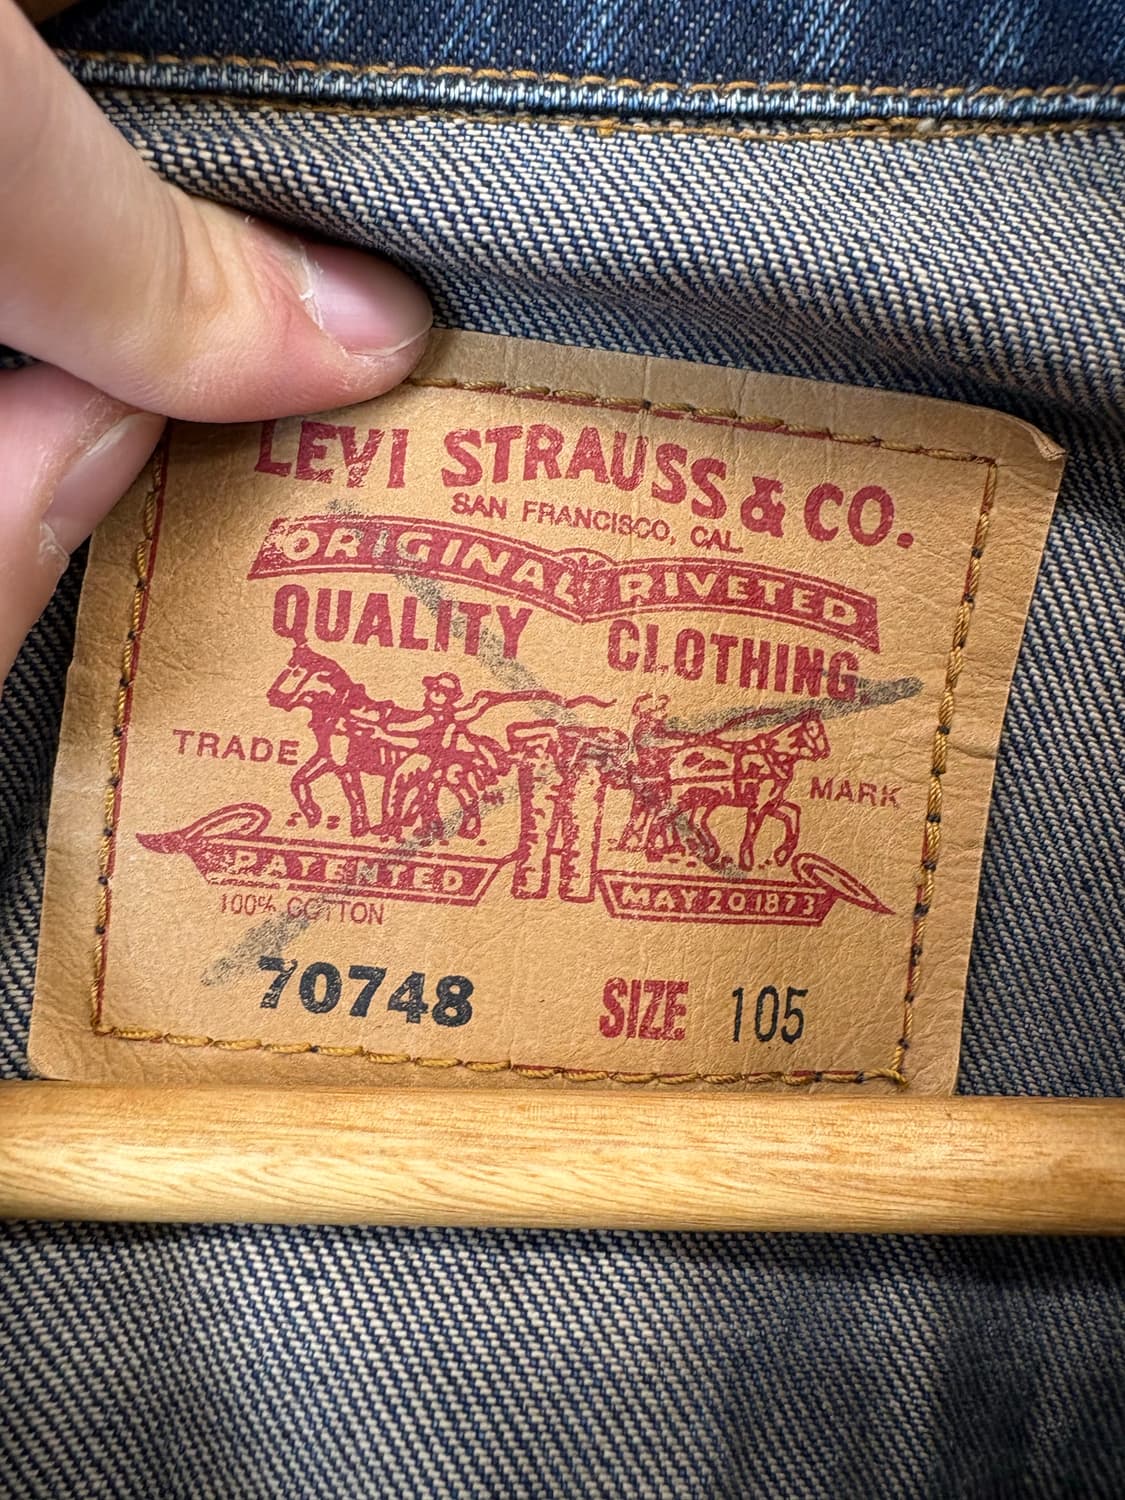 LEVI STRAUSS & CO.
SAN FRANCISCO, CAL.
ORIGINAL RIVETED
QUALITY CLOTHING
TRADE MARK
PATENTED MAY 20 1873
100% COTTON
70748 SIZE 105